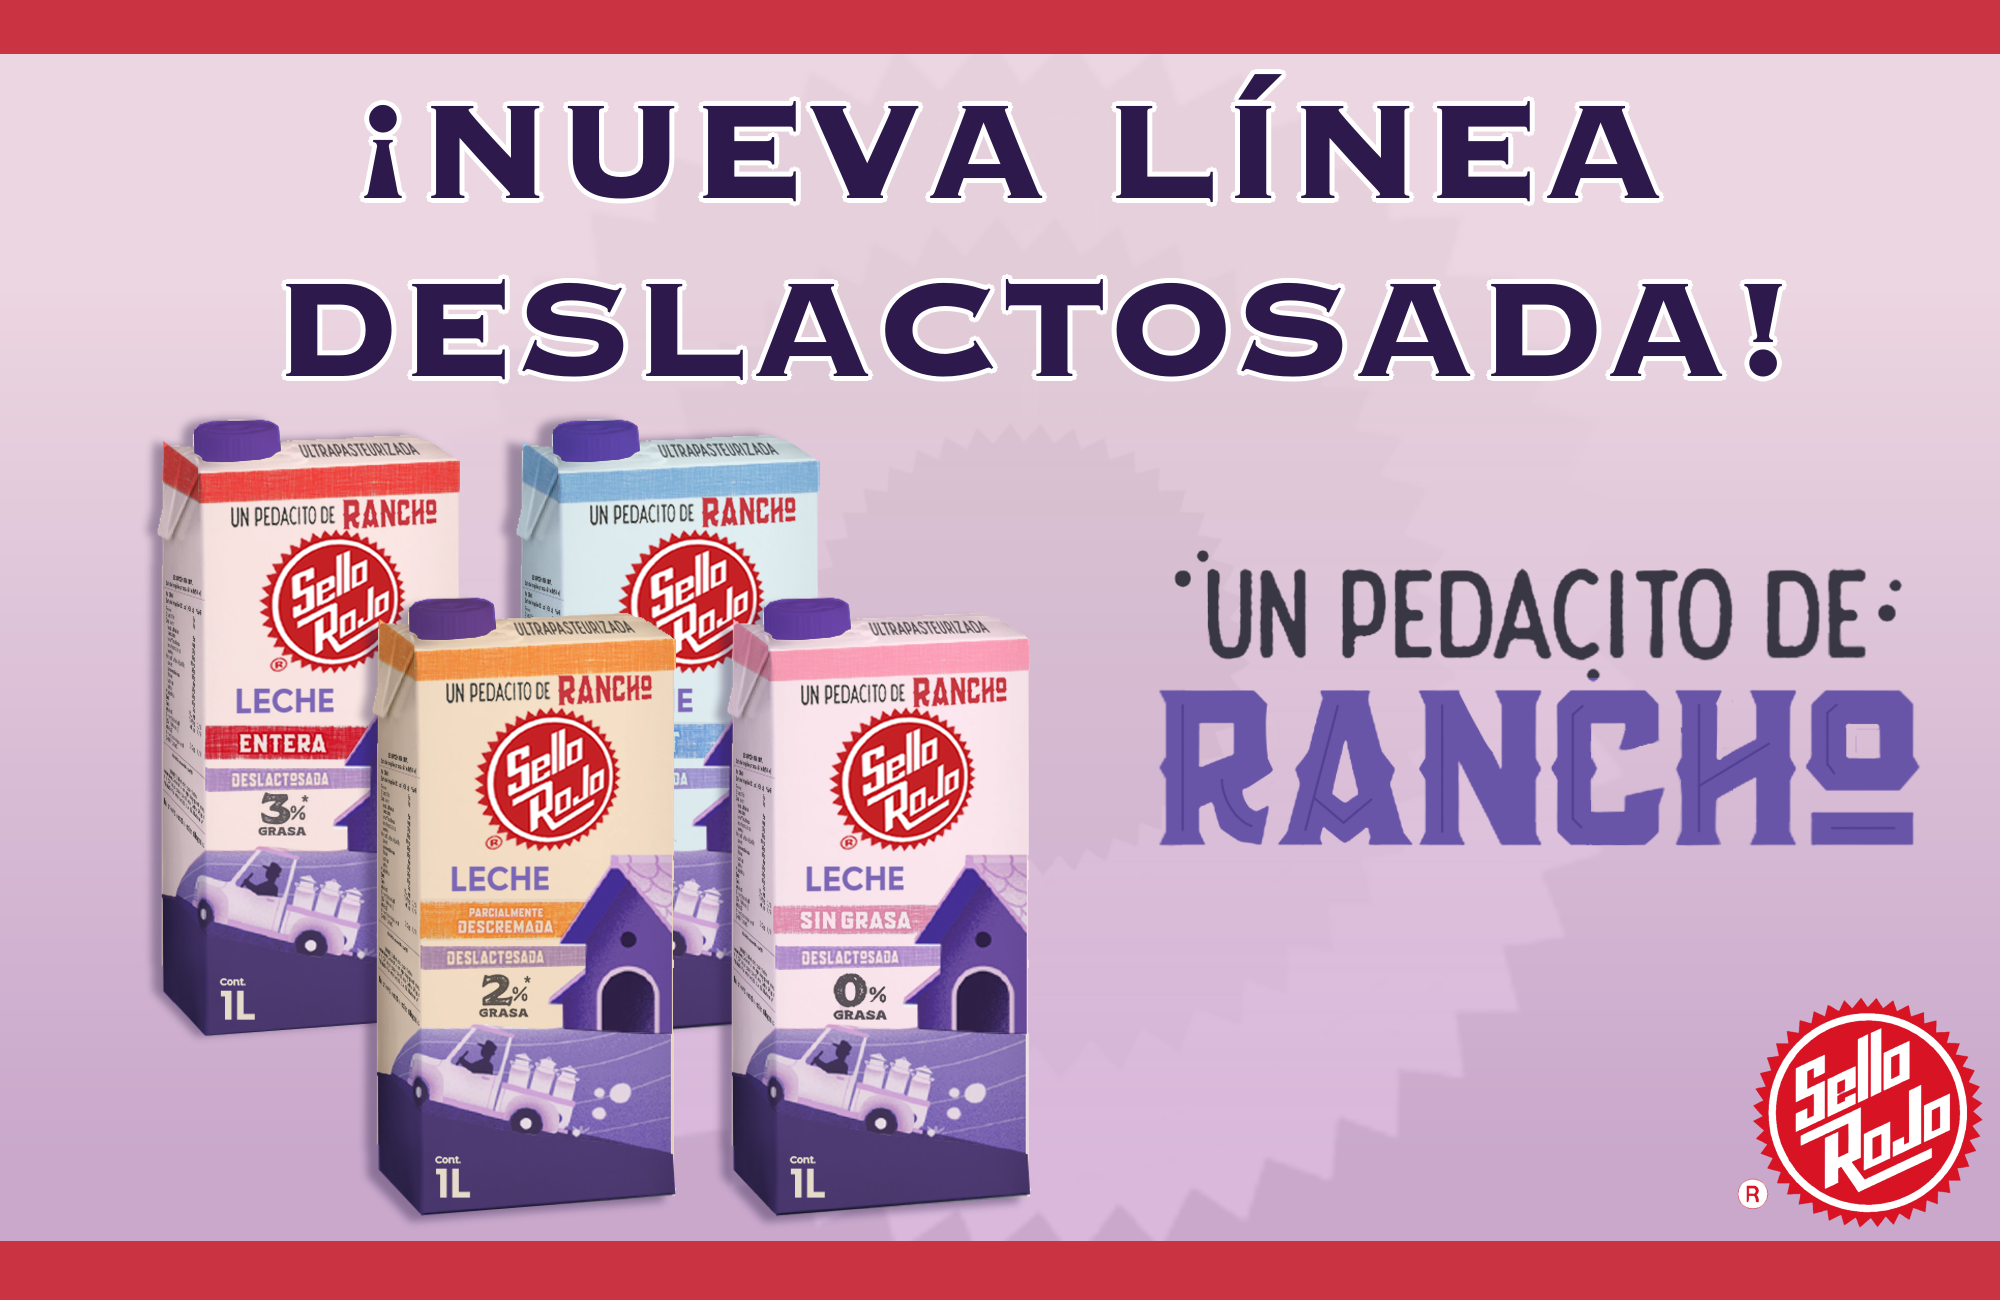 ¡NUEVA LÍNEA
DESLACTOSADA!
ULTRAPASTEURIZADA
UN PEDACITO DE RANCHO
Sello
Rojo
®
LECHE
ENTERA
DESLACTOSADA
3%*
GRASA
Cont.
1L
ULTRAPASTEURIZADA
UN PEDACITO DE RANCHO
Sello
Rojo
ULTRAPASTEURIZADA
UN PEDACITO DE RANCHO
Sello
Rojo
®
LECHE
PARCIALMENTE
DESCREMADA
DESLACTOSADA
2%*
GRASA
Cont.
1L
ULTRAPASTEURIZADA
UN PEDACITO DE RANCHO
Sello
Rojo
®
LECHE
SIN GRASA
DESLACTOSADA
0%
GRASA
Cont.
1L
UN PEDACITO DE
RANCHO
Sello
Rojo
®